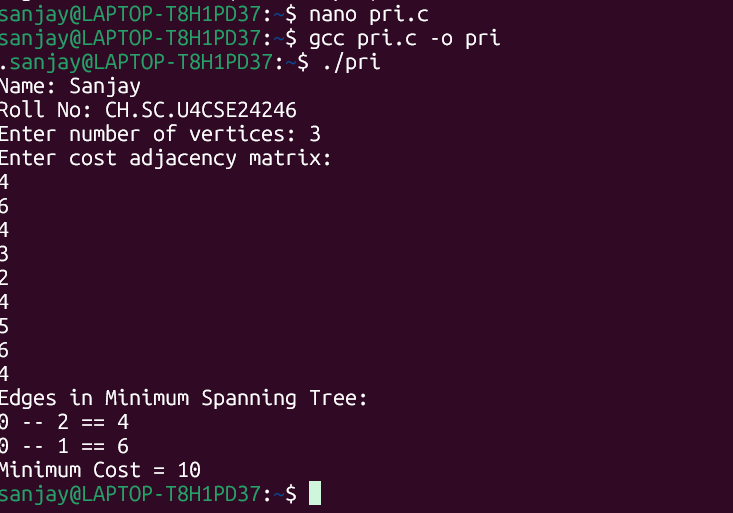 sanjay@LAPTOP-T8H1PD37:~$ nano pri.c
sanjay@LAPTOP-T8H1PD37:~$ gcc pri.c -o pri
.sanjay@LAPTOP-T8H1PD37:~$ ./pri
Name: Sanjay
Roll No: CH.SC.U4CSE24246
Enter number of vertices: 3
Enter cost adjacency matrix:
4
6
4
3
2
4
5
6
4
Edges in Minimum Spanning Tree:
0 -- 2 == 4
0 -- 1 == 6
Minimum Cost = 10
sanjay@LAPTOP-T8H1PD37:~$